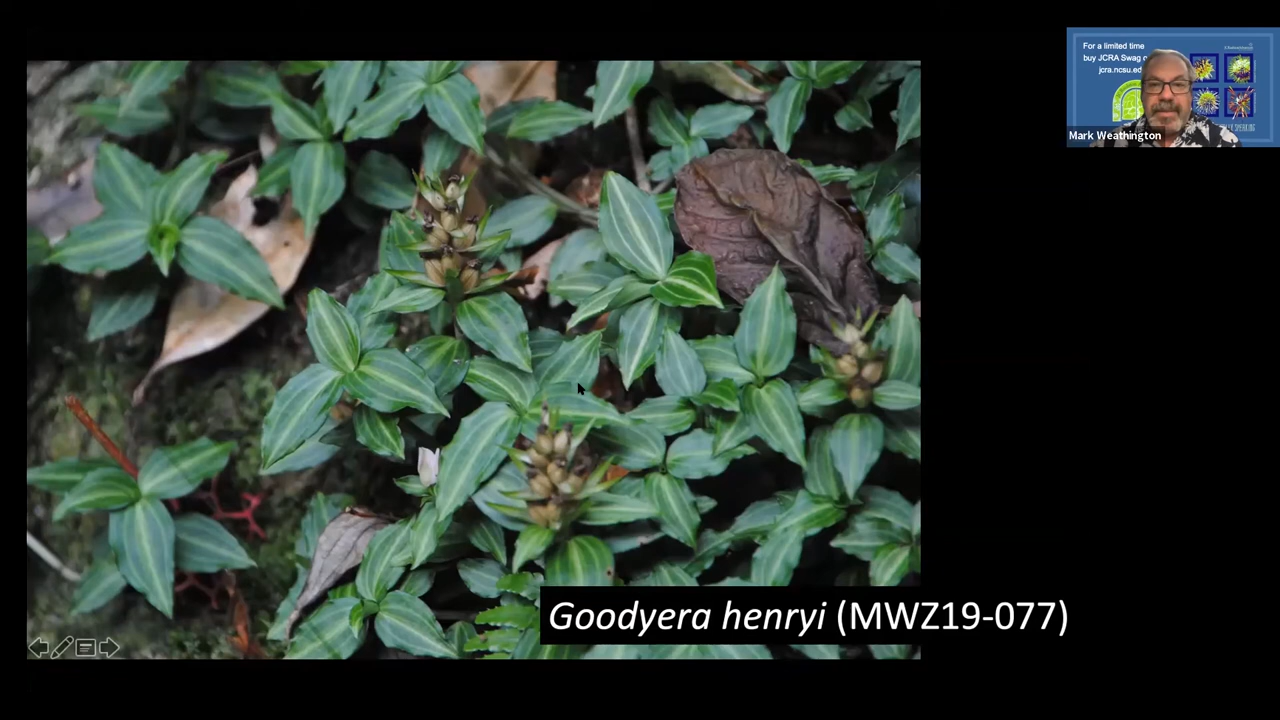 For a limited time
buy JCRA Swag
jcra.ncsu.ed
Mark Weathington
Goodyera henryi (MWZ19-077)